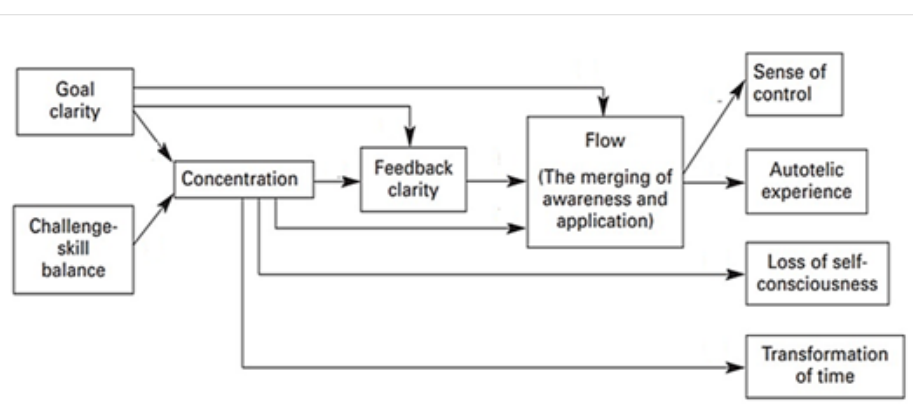 Goal
clarity
Challenge-
skill
balance
Concentration
Feedback
clarity
Flow
(The merging of
awareness and
application)
Sense of
control
Autotelic
experience
Loss of self-
consciousness
Transformation
of time